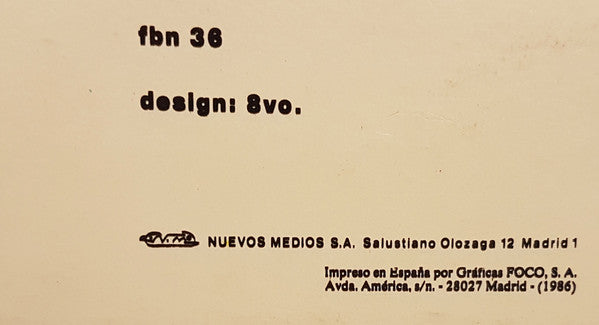 fbn 36
design: 8vo.
N.M. NUEVOS MEDIOS S.A. Salustiano Olozaga 12 Madrid 1
Impreso en España por Gráficas FOCO, S. A.
Avda. América, s/n. - 28027 Madrid - (1986)